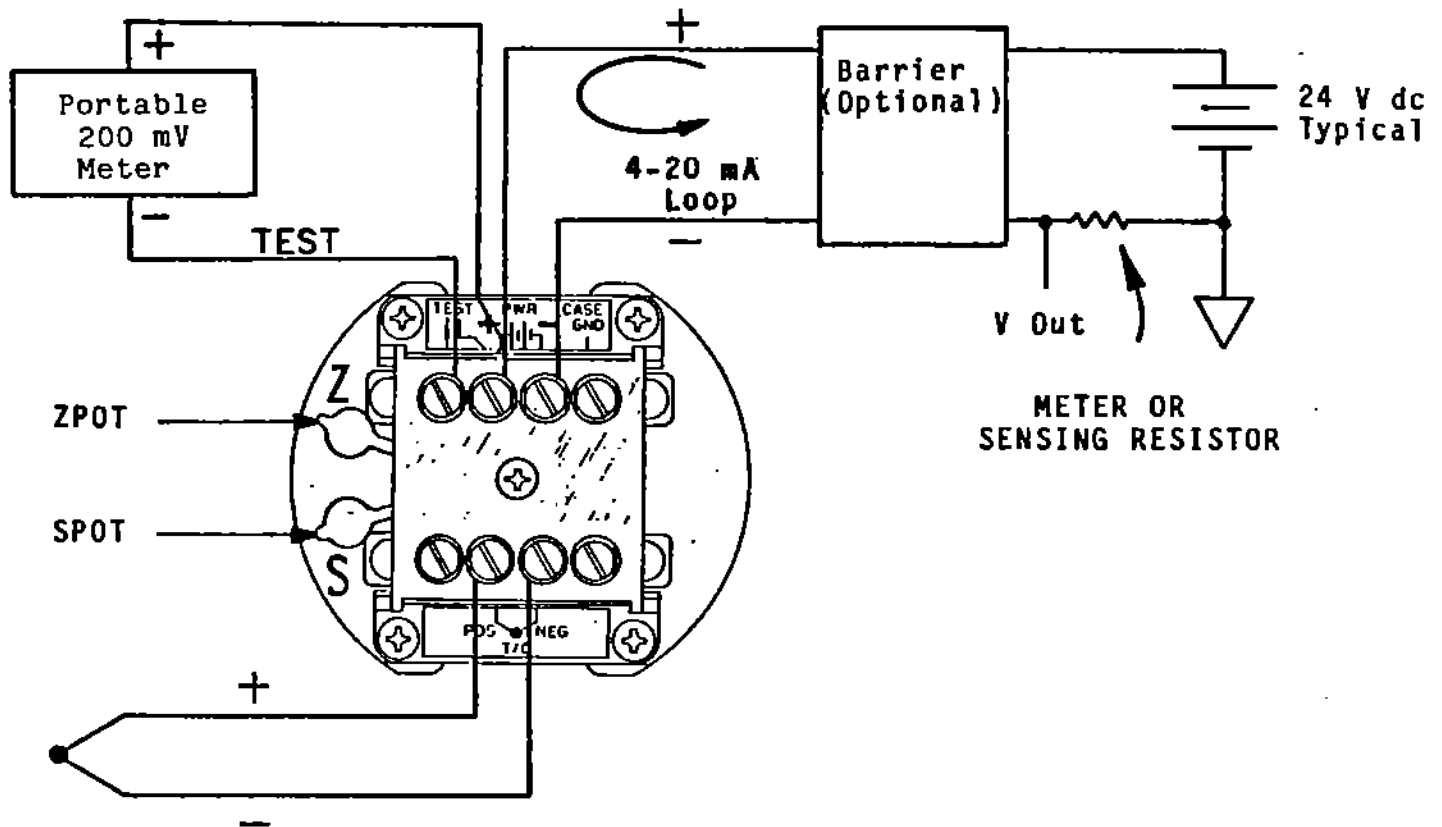 +
Portable
200 mV
Meter
−
TEST
+
4-20 mA
Loop
−
Barrier
(Optional)
24 V dc
Typical
V Out
METER OR
SENSING RESISTOR
TEST
+
PWR
−
CASE
GND
Z
ZPOT
SPOT
S
POS
NEG
T/C
+
−